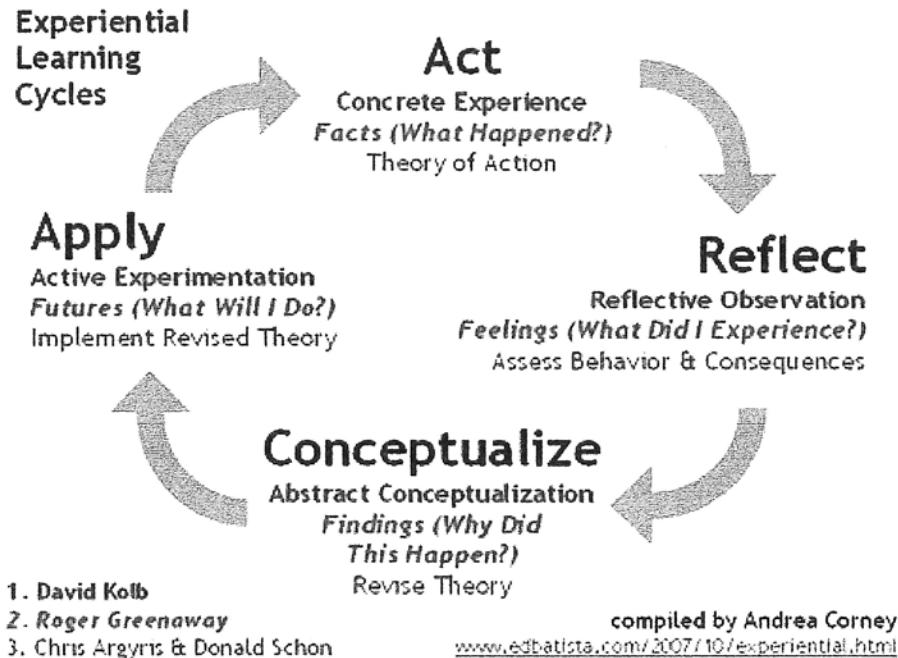 Experiential
Learning
Cycles
Act
Concrete Experience
Facts (What Happened?)
Theory of Action
Reflect
Reflective Observation
Feelings (What Did I Experience?)
Assess Behavior & Consequences
Conceptualize
Abstract Conceptualization
Findings (Why Did
This Happen?)
Revise Theory
Apply
Active Experimentation
Futures (What Will I Do?)
Implement Revised Theory
1. David Kolb
2. Roger Greenaway
3. Chris Argyris & Donald Schon
compiled by Andrea Corney
www.edbatista.com/2007/10/experiential.html